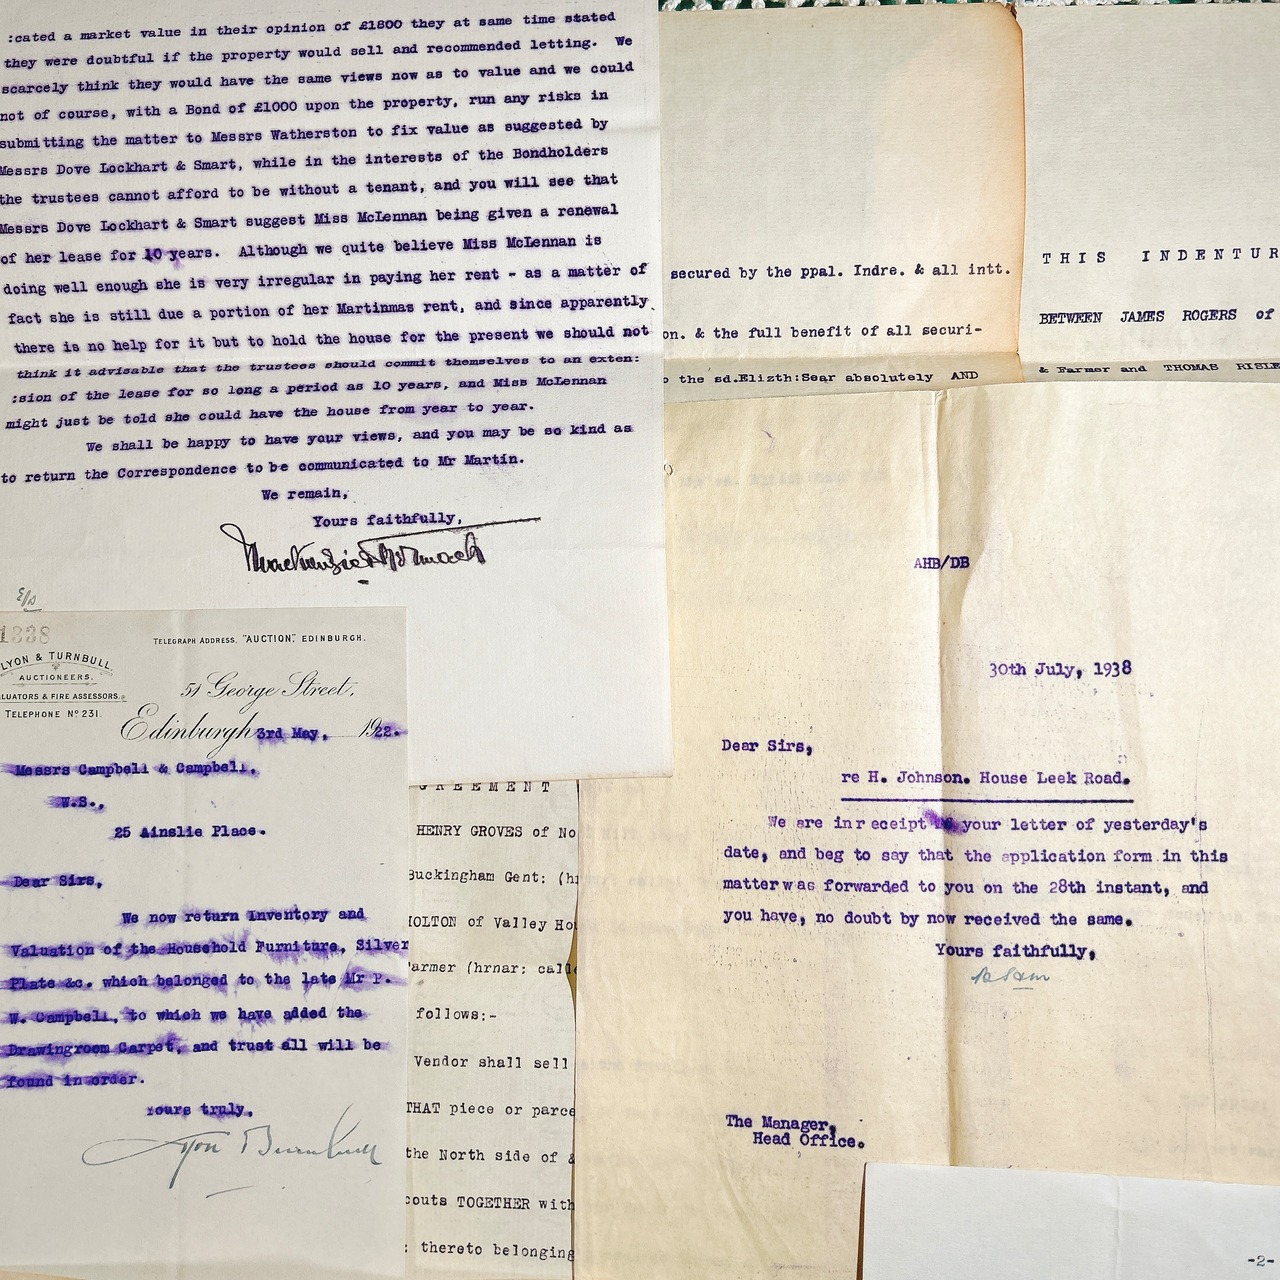 :cated a market value in their opinion of £1800 they at same time stated
they were doubtful if the property would sell and recommended letting. We
scarcely think they would have the same views now as to value and we could
not of course, with a Bond of £1000 upon the property, run any risks in
submitting the matter to Messrs Watherston to fix value as suggested by
Messrs Dove Lockhart & Smart, while in the interests of the Bondholders
the trustees cannot afford to be without a tenant, and you will see that
Messrs Dove Lockhart & Smart suggest Miss McLennan being given a renewal
of her lease for 10 years. Although we quite believe Miss McLennan is
doing well enough she is very irregular in paying her rent - as a matter of
fact she is still due a portion of her Martinmas rent, and since apparently
there is no help for it but to hold the house for the present we should not
think it advisable that the trustees should commit themselves to an exten:
:sion of the lease for so long a period as 10 years, and Miss McLennan
might just be told she could have the house from year to year.
We shall be happy to have your views, and you may be so kind as
to return the Correspondence to be communicated to Mr Martin.
We remain,
Yours faithfully,
secured by the ppal. Indre. & all intt.
on. & the full benefit of all securi-
o the sd.Elizth:Sear absolutely AND
THIS INDENTUR
BETWEEN JAMES ROGERS of
& Farmer and THOMAS RISLE
1338
LYON & TURNBULL.
AUCTIONEERS.
LUATORS & FIRE ASSESSORS.
TELEPHONE No 231.
TELEGRAPH ADDRESS, "AUCTION," EDINBURGH.
51 George Street,
Edinburgh 3rd May, 1922.
Messrs Campbell & Campbell,
W.S.,
25 Ainslie Place.
Dear Sirs,
We now return Inventory and
Valuation of the Household Furniture, Silver
Plate &c. which belonged to the late Mr P.
W. Campbell, to which we have added the
Drawingroom Carpet, and trust all will be
found in order.
Yours truly,
Lyon & Turnbull
GREEMENT
HENRY GROVES of No
Buckingham Gent: (h
OLTON of Valley Ho
armer (hrnar: calle
follows:-
Vendor shall sell
THAT piece or parce
the North side of &
couts TOGETHER with
: thereto belonging
AHB/DB
30th July, 1938
Dear Sirs,
re H. Johnson. House Leek Road.
We are in receipt of your letter of yesterday's
date, and beg to say that the application form in this
matter was forwarded to you on the 28th instant, and
you have, no doubt by now received the same.
Yours faithfully,
The Manager,
Head Office.
-2-